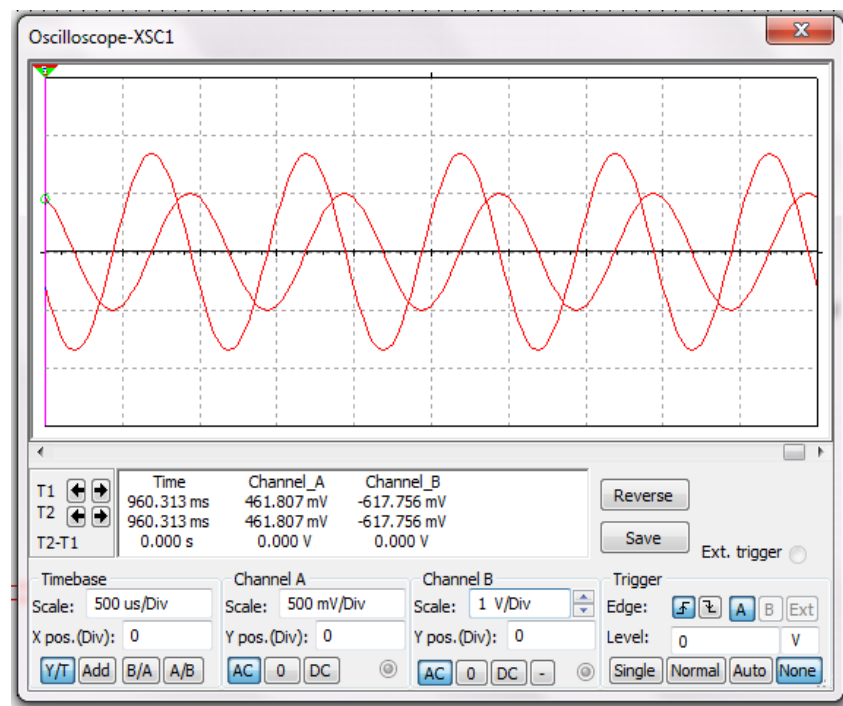 Oscilloscope-XSC1
X
Time Channel_A Channel_B
T1 960.313 ms 461.807 mV -617.756 mV
T2 960.313 ms 461.807 mV -617.756 mV
T2-T1 0.000 s 0.000 V 0.000 V
Reverse
Save
Ext. trigger
Timebase
Scale: 500 us/Div
X pos.(Div): 0
Y/T Add B/A A/B
Channel A
Scale: 500 mV/Div
Y pos.(Div): 0
AC 0 DC
Channel B
Scale: 1 V/Div
Y pos.(Div): 0
AC 0 DC -
Trigger
Edge: A B Ext
Level: 0 V
Single Normal Auto None